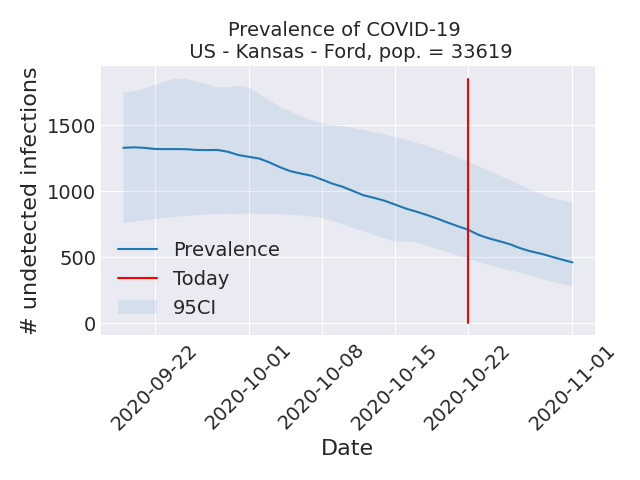 Prevalence of COVID-19
US - Kansas - Ford, pop. = 33619
# undetected infections
1500
1000
500
0
Prevalence
Today
95CI
2020-09-22
2020-10-01
2020-10-08
2020-10-15
2020-10-22
2020-11-01
Date